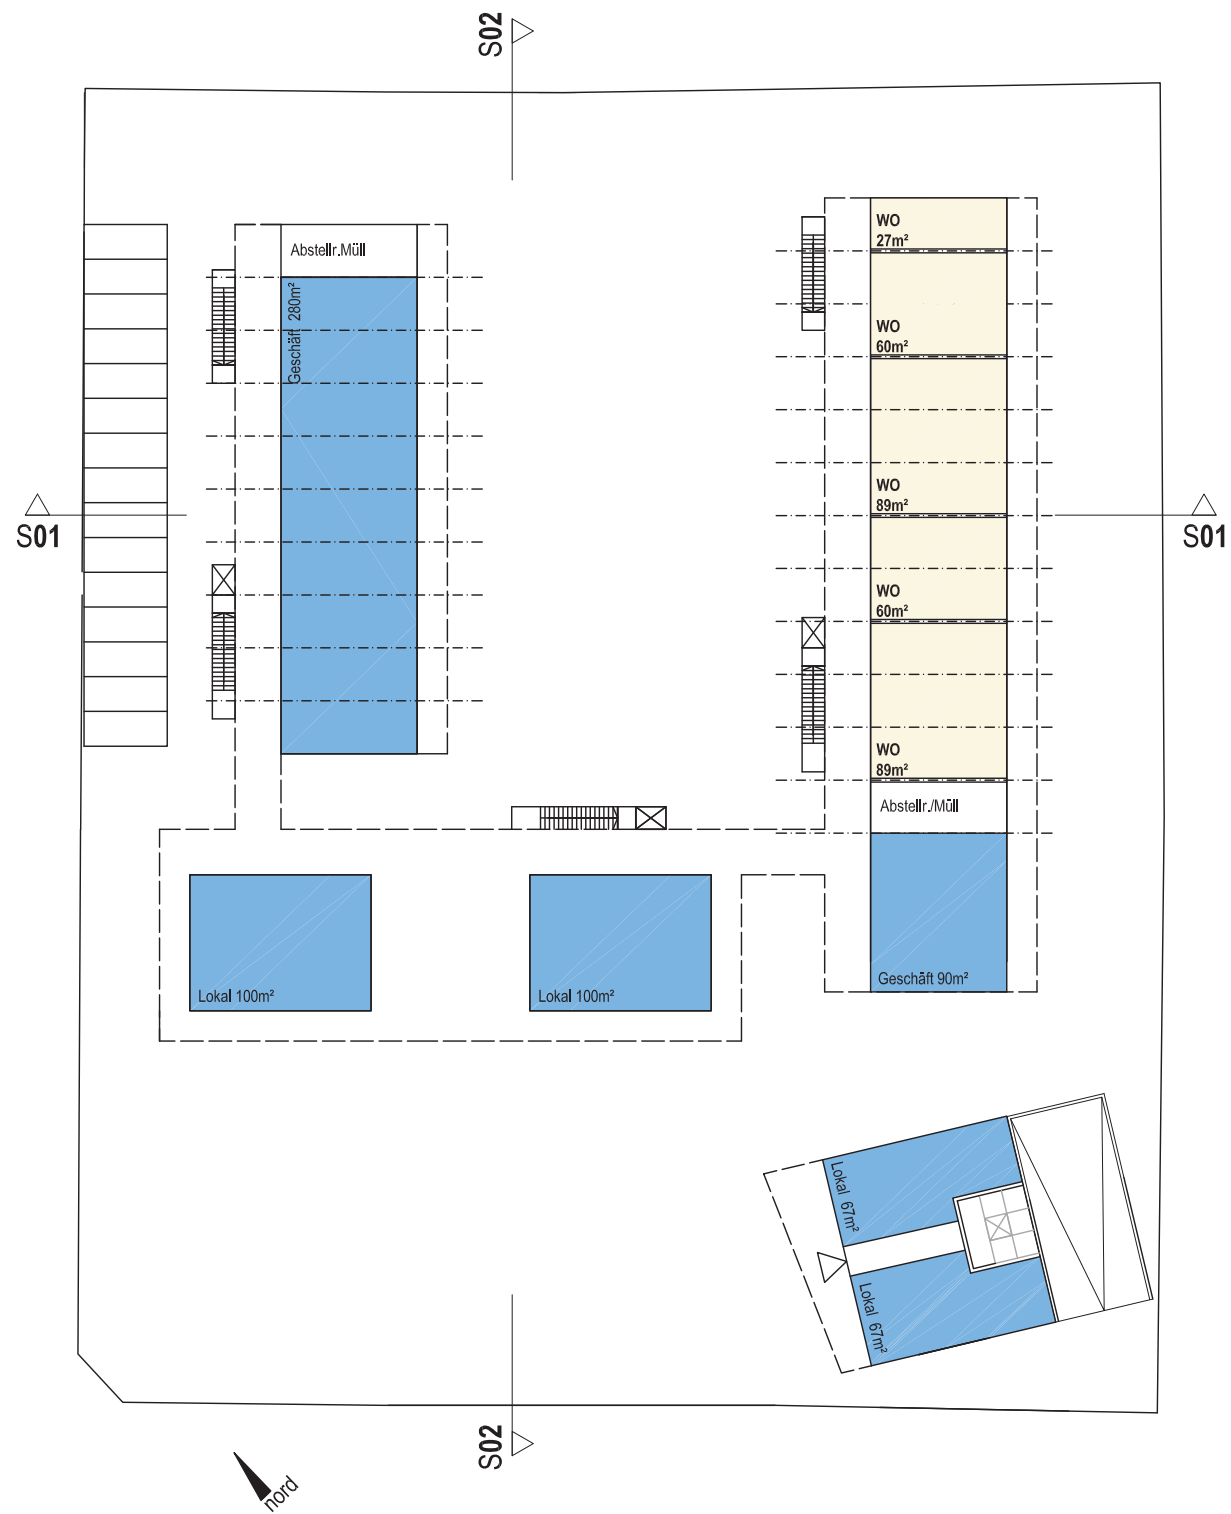 S02
WO
27m²
Abstellr.Müll
Geschäft 280m²
WO
60m²
WO
89m²
S01
S01
WO
60m²
WO
89m²
Abstellr./Müll
Geschäft 90m²
Lokal 100m²
Lokal 100m²
Lokal 67m²
Lokal 67m²
S02
nord